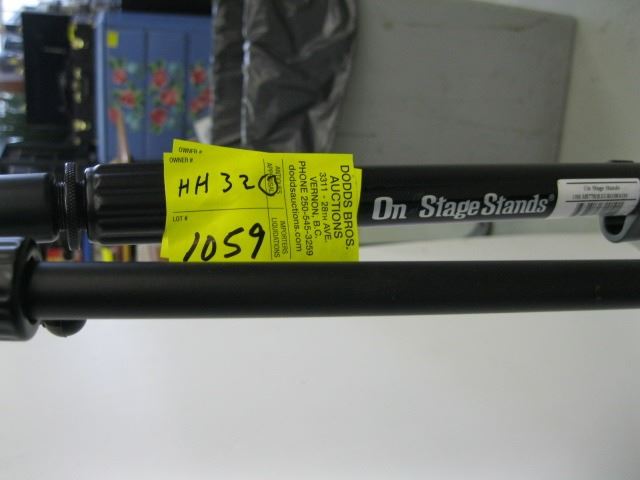 OWNER #
OWNER #
HH 320
LOT #
1059
DODDS BROS.
AUCTIONS
3311 - 28TH AVE.
VERNON, B.C.
PHONE 250-545-3259
doddsauctions.com
IMPORTERS
LIQUIDATIONS
On Stage Stands®
On Stage Stands